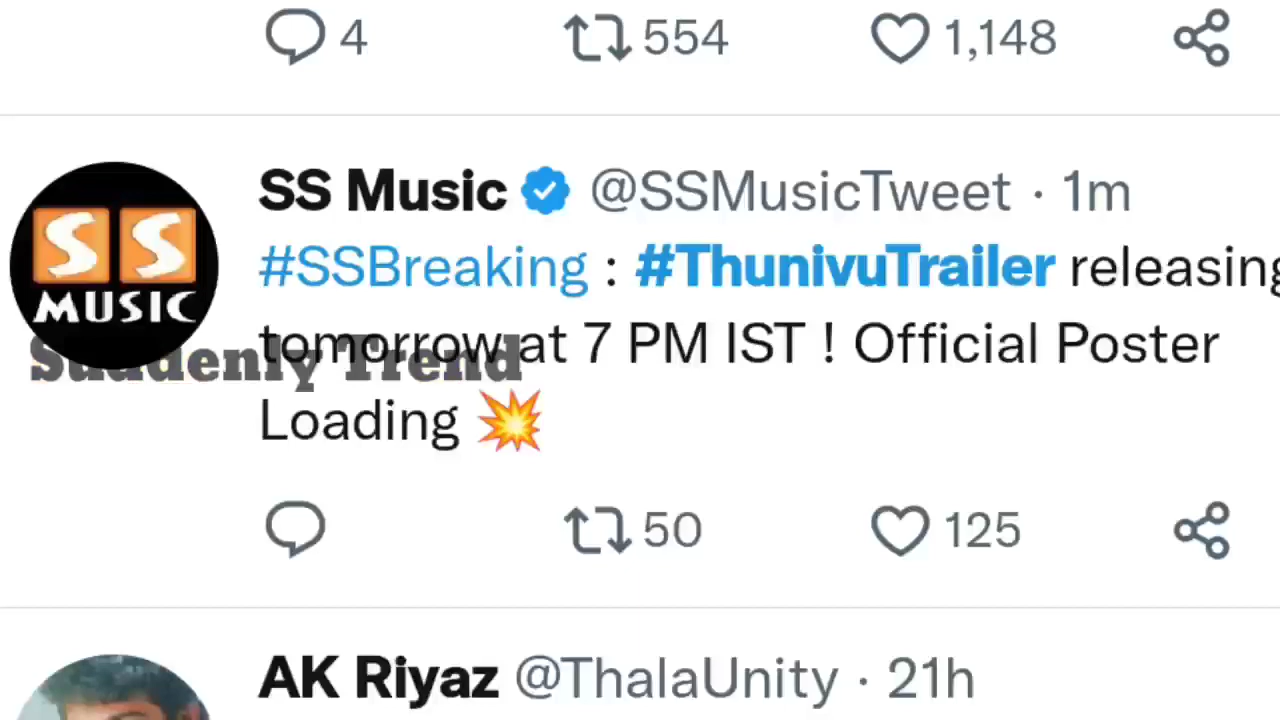 4 554 1,148
SS Music @SSMusicTweet · 1m
SS
MUSIC
#SSBreaking : #ThunivuTrailer releasing
tomorrow at 7 PM IST ! Official Poster
Suddenly Trend
Loading 💥
50 125
AK Riyaz @ThalaUnity · 21h